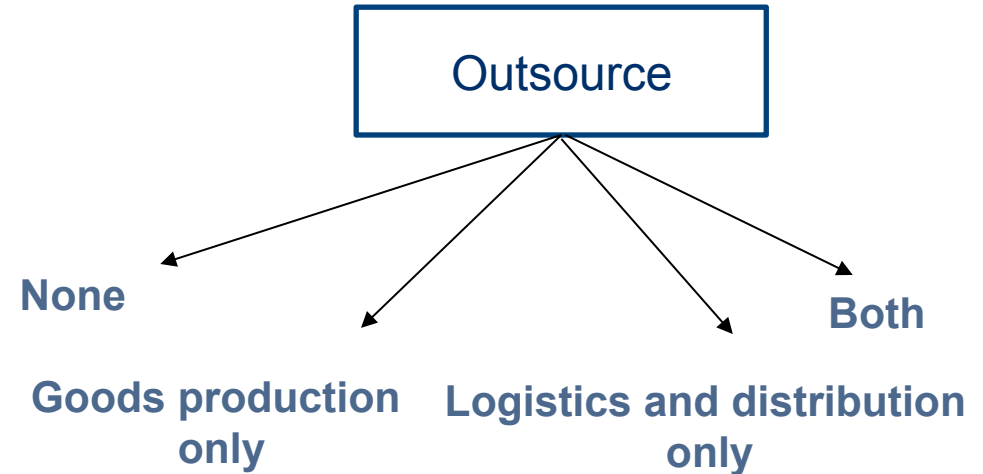 Outsource
None
Both
Goods production
only
Logistics and distribution
only